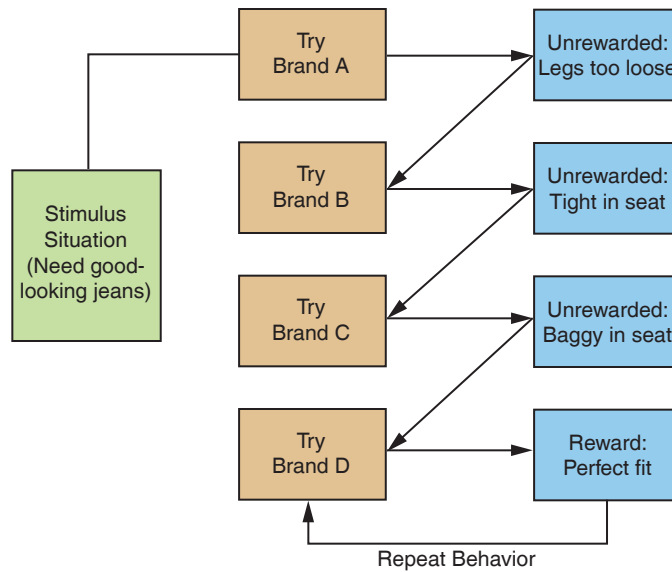 Try
Brand A
Unrewarded:
Legs too loose
Stimulus
Situation
(Need good-
looking jeans)
Try
Brand B
Unrewarded:
Tight in seat
Try
Brand C
Unrewarded:
Baggy in seat
Try
Brand D
Reward:
Perfect fit
Repeat Behavior